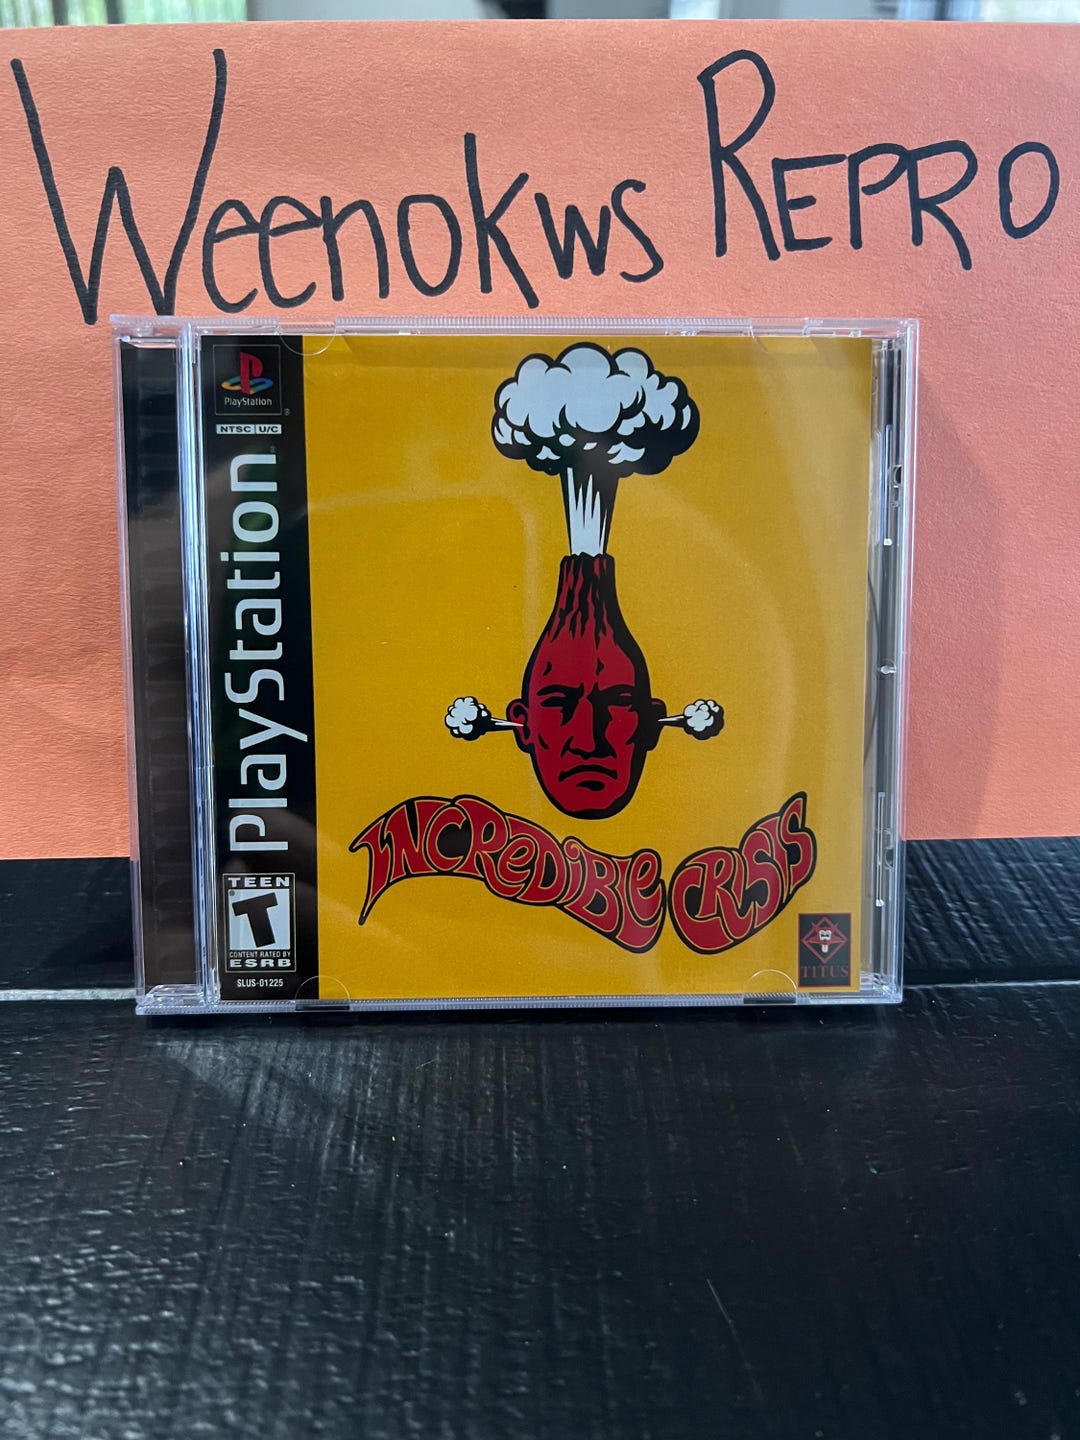 Weenokws REPRO
PlayStation
®
NTSC U/C
PlayStation
INCREDIBLE CRISIS
TEEN
T
CONTENT RATED BY
ESRB
SLUS-01225
TITUS